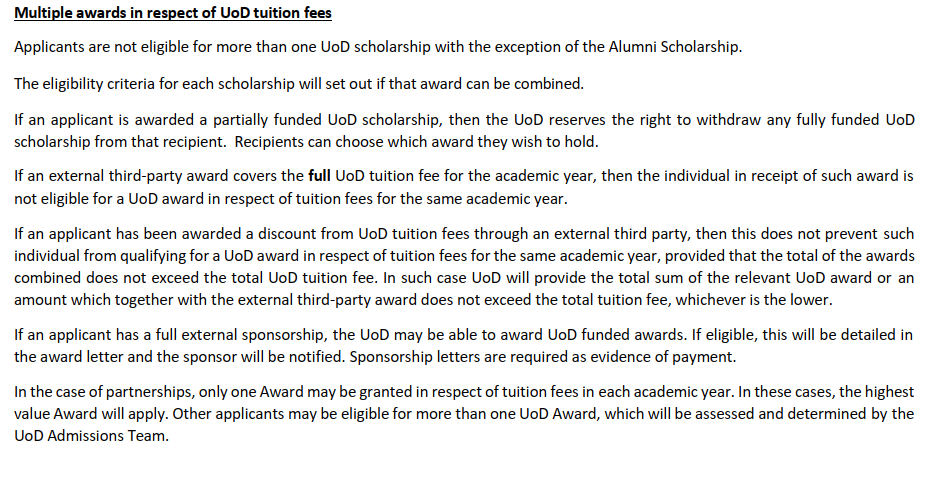 Multiple awards in respect of UoD tuition fees
Applicants are not eligible for more than one UoD scholarship with the exception of the Alumni Scholarship.
The eligibility criteria for each scholarship will set out if that award can be combined.
If an applicant is awarded a partially funded UoD scholarship, then the UoD reserves the right to withdraw any fully funded UoD
scholarship from that recipient. Recipients can choose which award they wish to hold.
If an external third-party award covers the full UoD tuition fee for the academic year, then the individual in receipt of such award is
not eligible for a UoD award in respect of tuition fees for the same academic year.
If an applicant has been awarded a discount from UoD tuition fees through an external third party, then this does not prevent such
individual from qualifying for a UoD award in respect of tuition fees for the same academic year, provided that the total of the awards
combined does not exceed the total UoD tuition fee. In such case UoD will provide the total sum of the relevant UoD award or an
amount which together with the external third-party award does not exceed the total tuition fee, whichever is the lower.
If an applicant has a full external sponsorship, the UoD may be able to award UoD funded awards. If eligible, this will be detailed in
the award letter and the sponsor will be notified. Sponsorship letters are required as evidence of payment.
In the case of partnerships, only one Award may be granted in respect of tuition fees in each academic year. In these cases, the highest
value Award will apply. Other applicants may be eligible for more than one UoD Award, which will be assessed and determined by the
UoD Admissions Team.